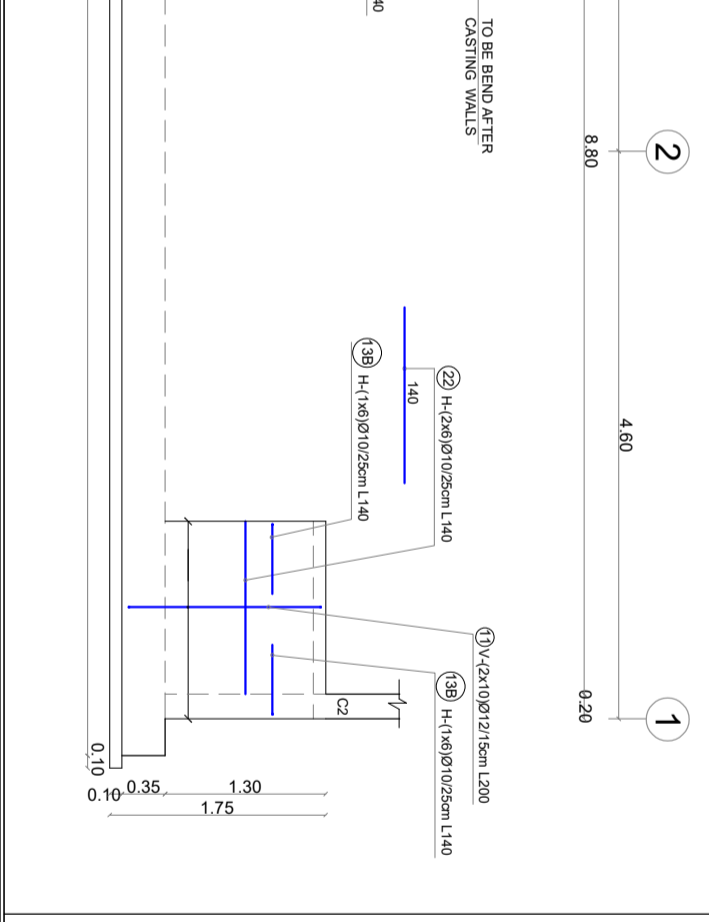 40
TO BE BEND AFTER
CASTING WALLS
2
8.80
4.60
140
22 H-(2x6)Ø10/25cm L140
13B H-(1x6)Ø10/25cm L140
11 V-(2x10)Ø12/15cm L200
13B H-(1x6)Ø10/25cm L140
0.20
1
C2
0.10
0.10
0.35
1.30
1.75